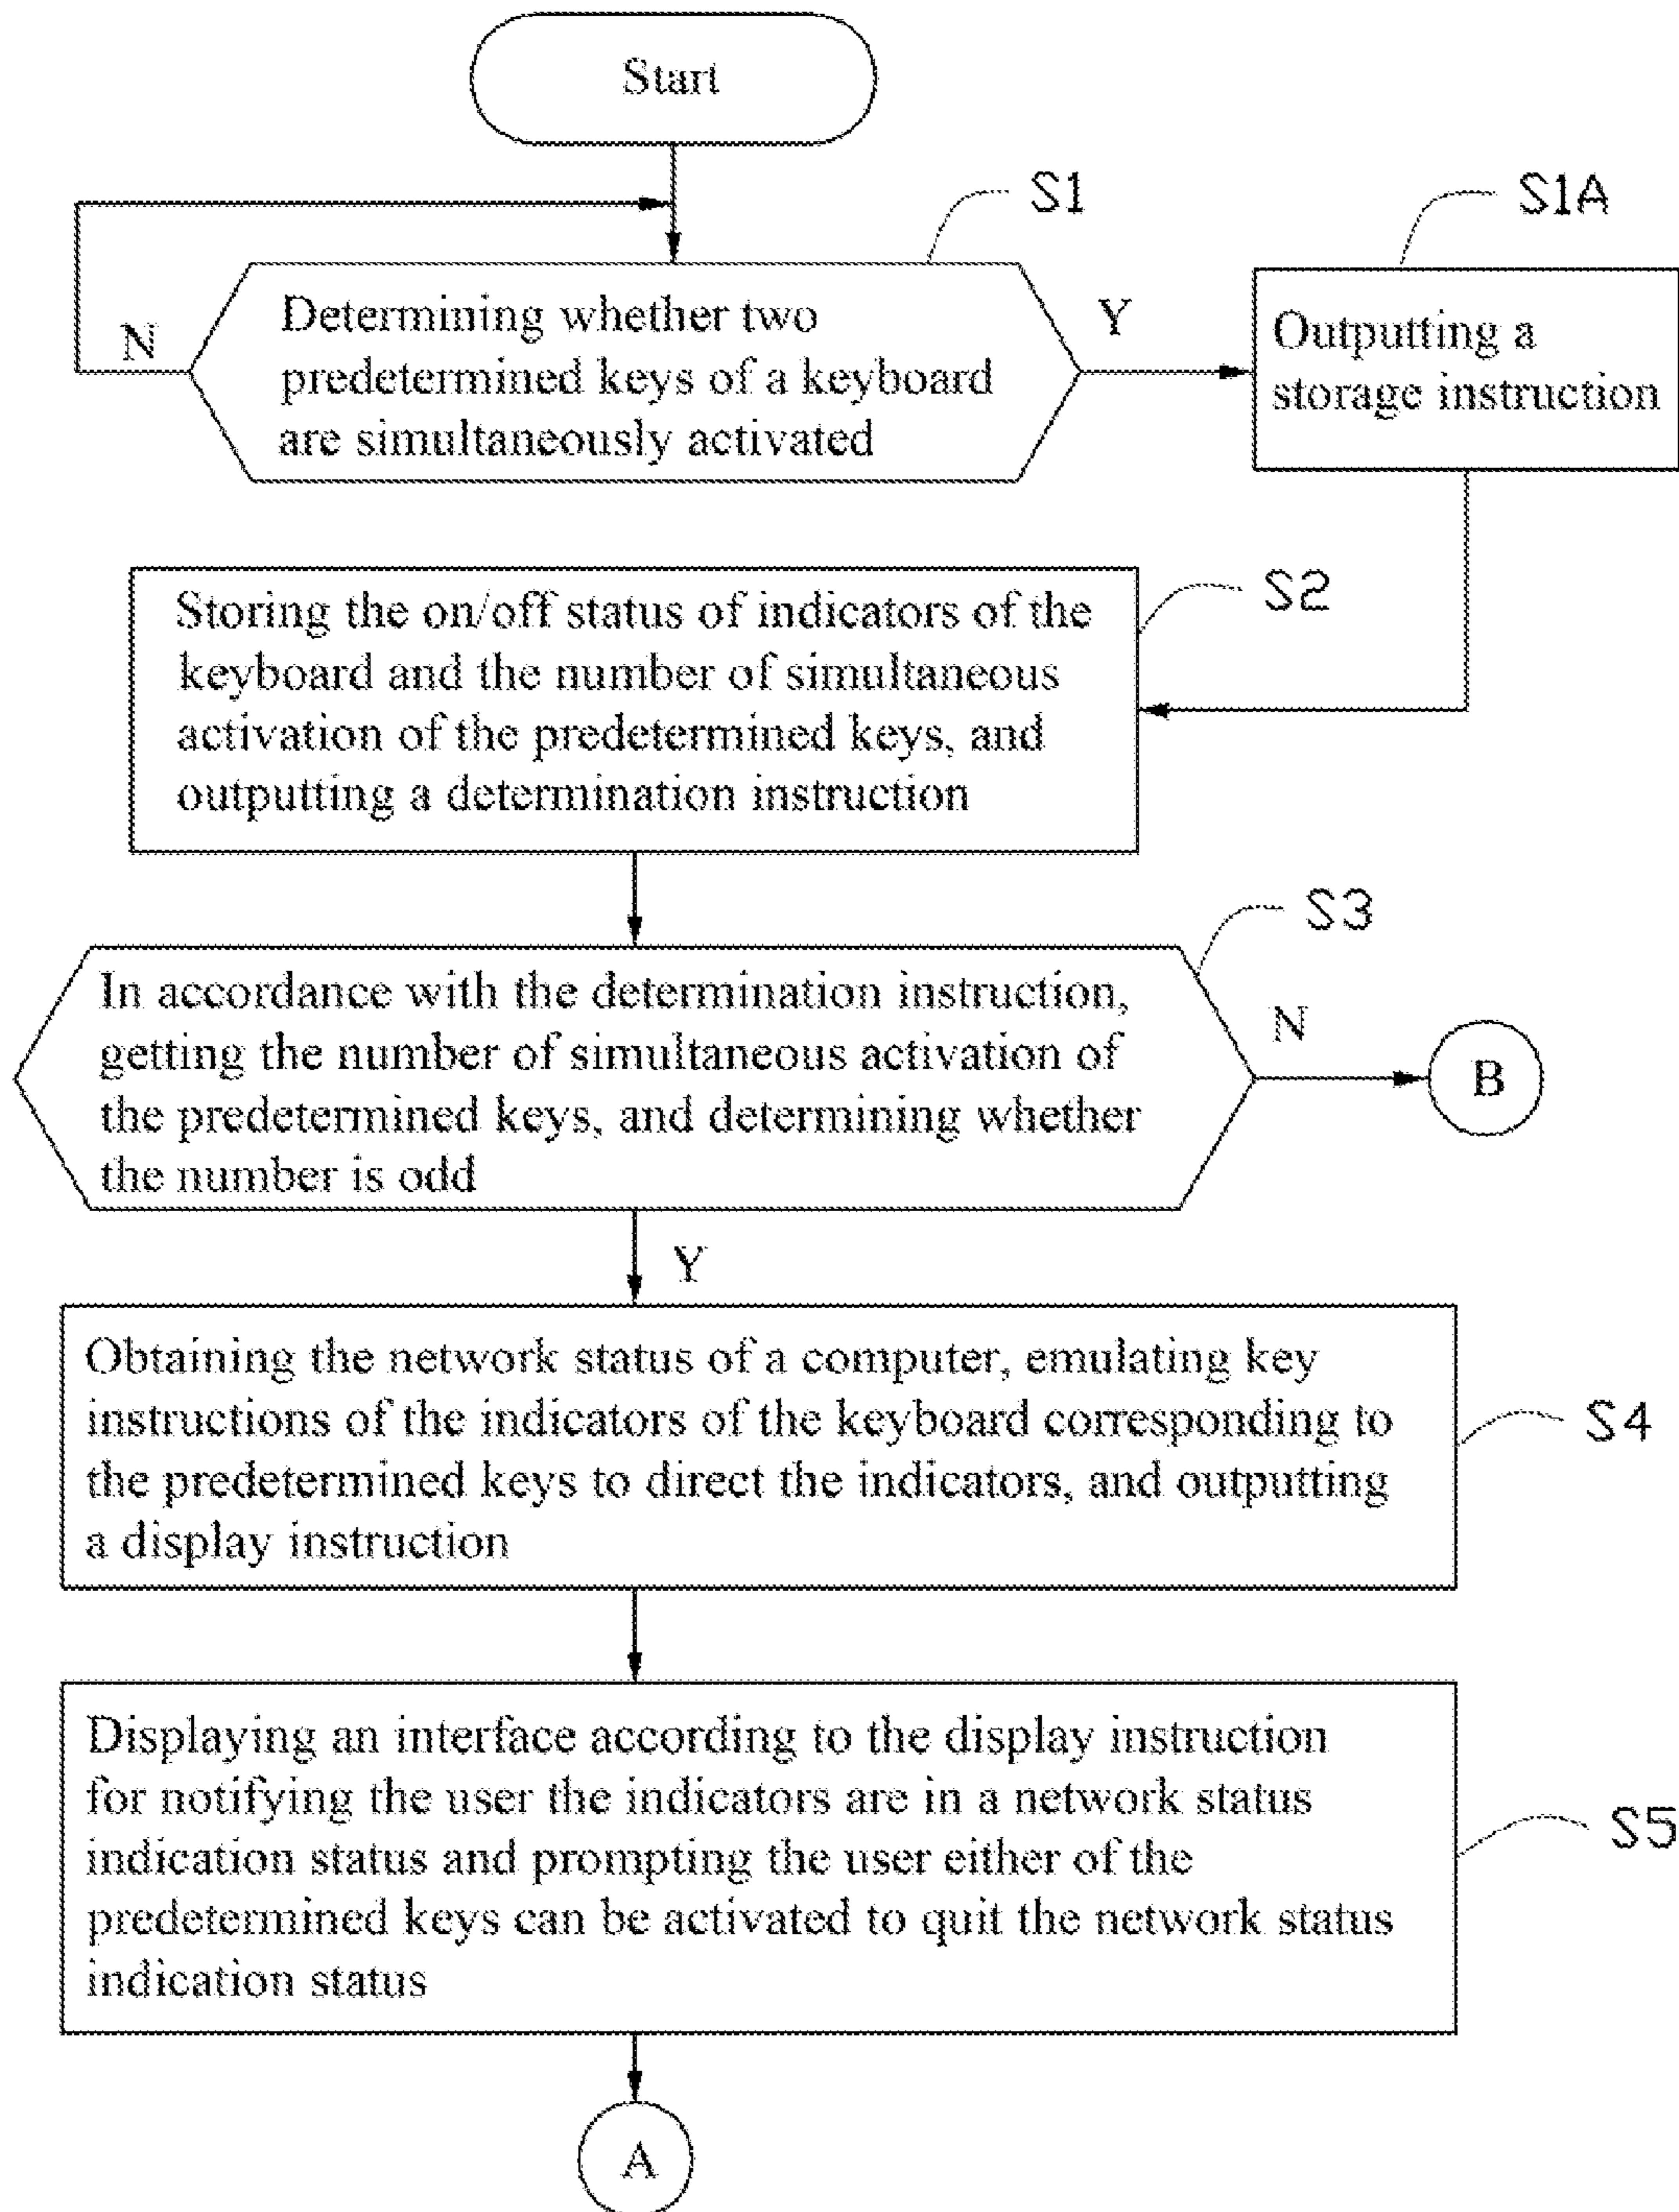 Start
S1
S1A
Determining whether two
predetermined keys of a keyboard
are simultaneously activated
N
Y
Outputting a
storage instruction
S2
Storing the on/off status of indicators of the
keyboard and the number of simultaneous
activation of the predetermined keys, and
outputting a determination instruction
S3
In accordance with the determination instruction,
getting the number of simultaneous activation of
the predetermined keys, and determining whether
the number is odd
N
B
Y
Obtaining the network status of a computer, emulating key
instructions of the indicators of the keyboard corresponding to
the predetermined keys to direct the indicators, and outputting
a display instruction
S4
Displaying an interface according to the display instruction
for notifying the user the indicators are in a network status
indication status and prompting the user either of the
predetermined keys can be activated to quit the network status
indication status
S5
A